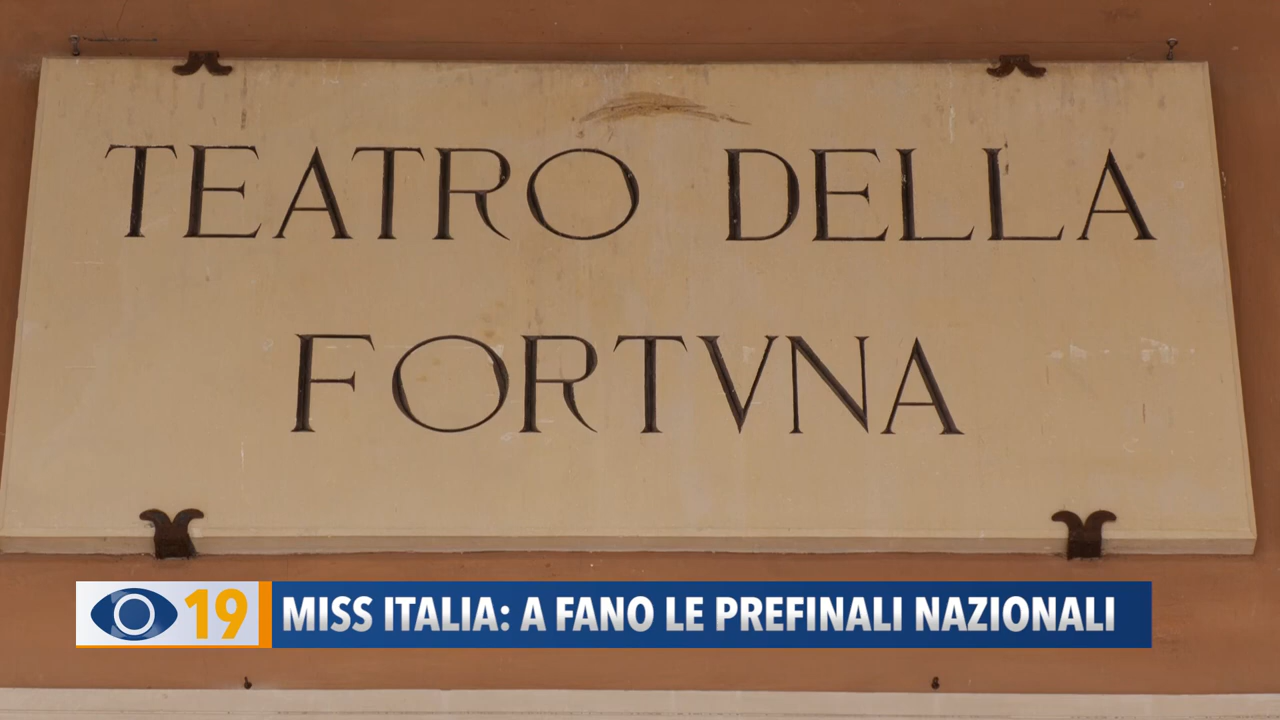 TEATRO DELLA
FORTVNA
19 MISS ITALIA: A FANO LE PREFINALI NAZIONALI